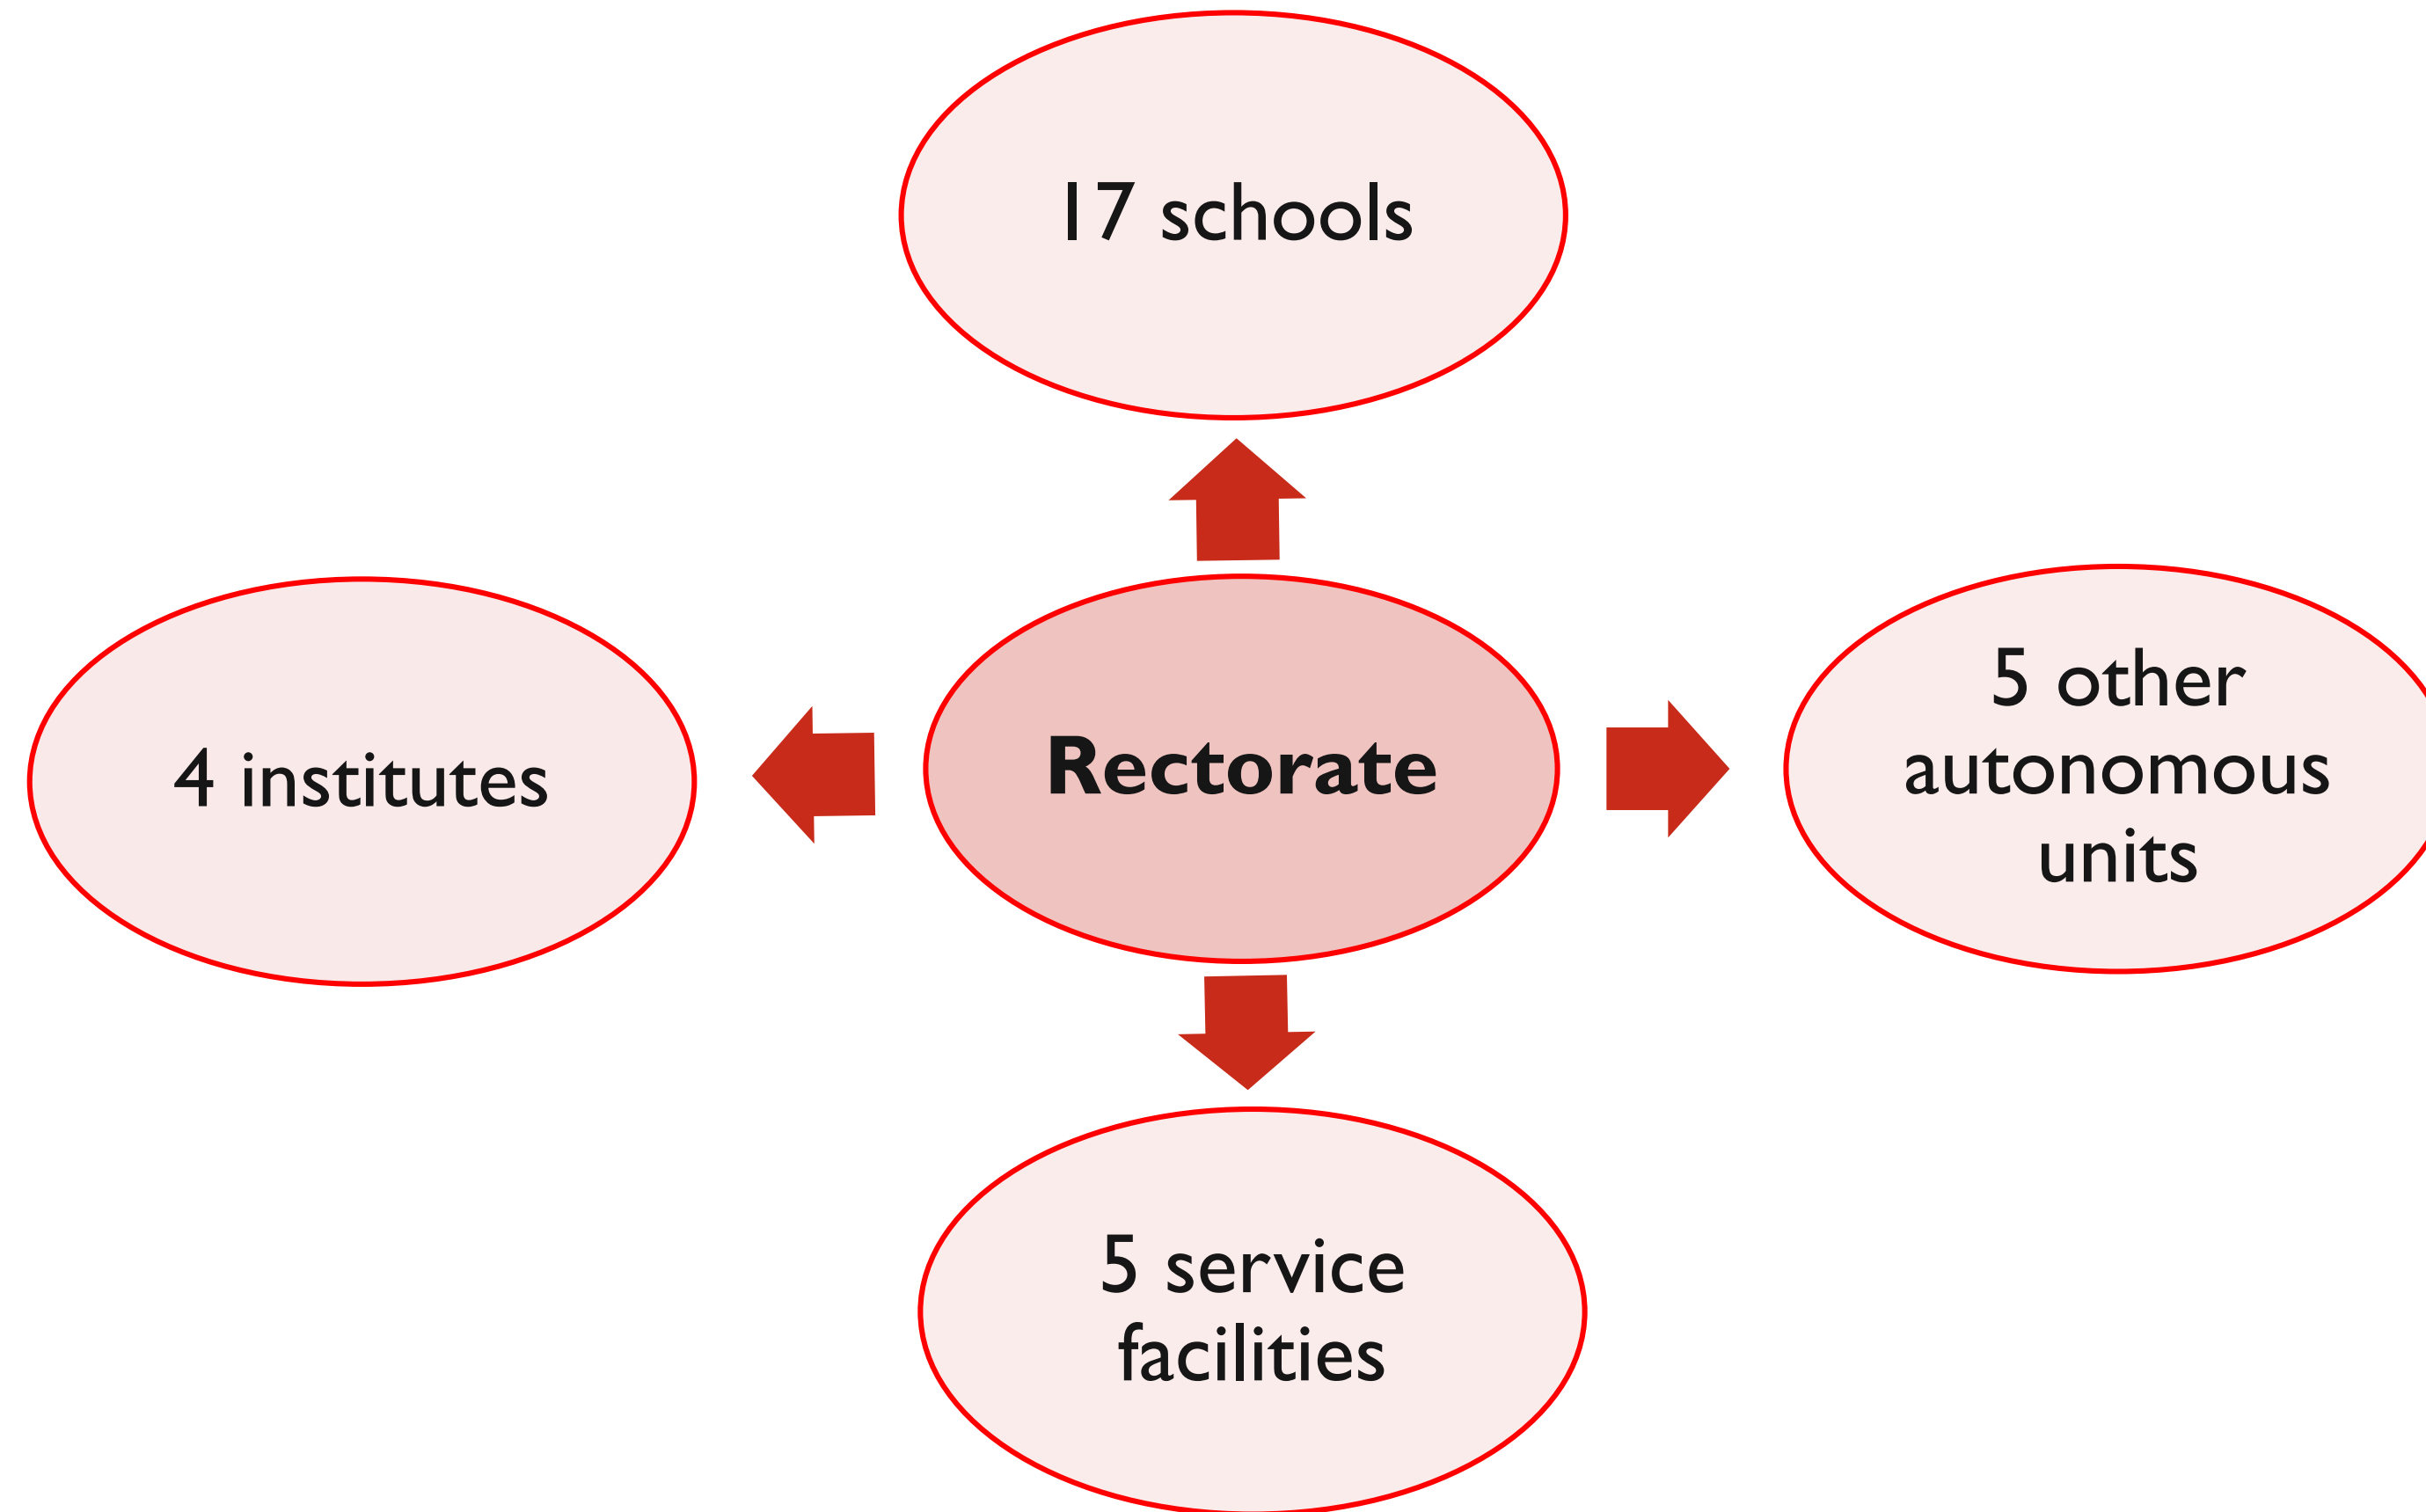 17 schools
4 institutes
Rectorate
5 other
autonomous
units
5 service
facilities